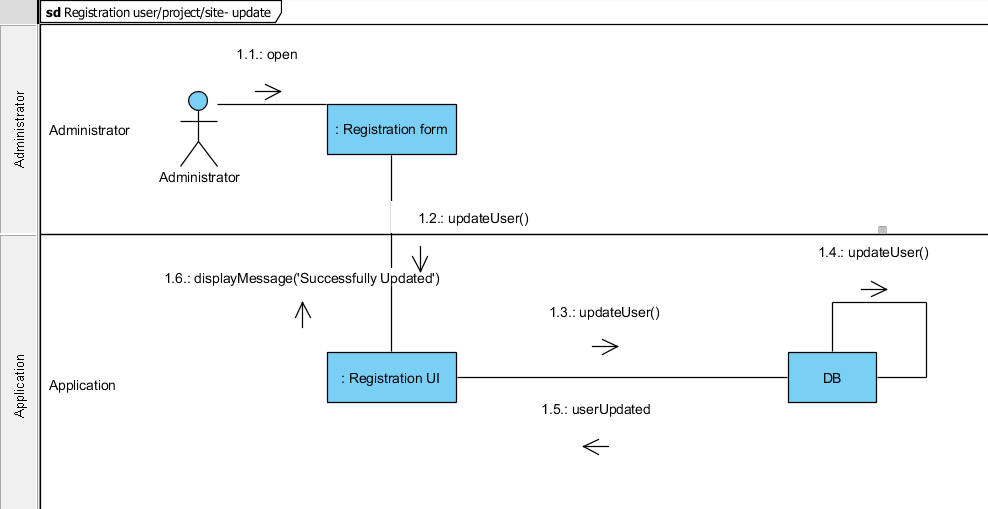 sd Registration user/project/site- update
Administrator
1.1.: open
Administrator
: Registration form
Administrator
1.2.: updateUser()
Application
1.4.: updateUser()
1.6.: displayMessage('Successfully Updated')
1.3.: updateUser()
Application
: Registration UI
DB
1.5.: userUpdated